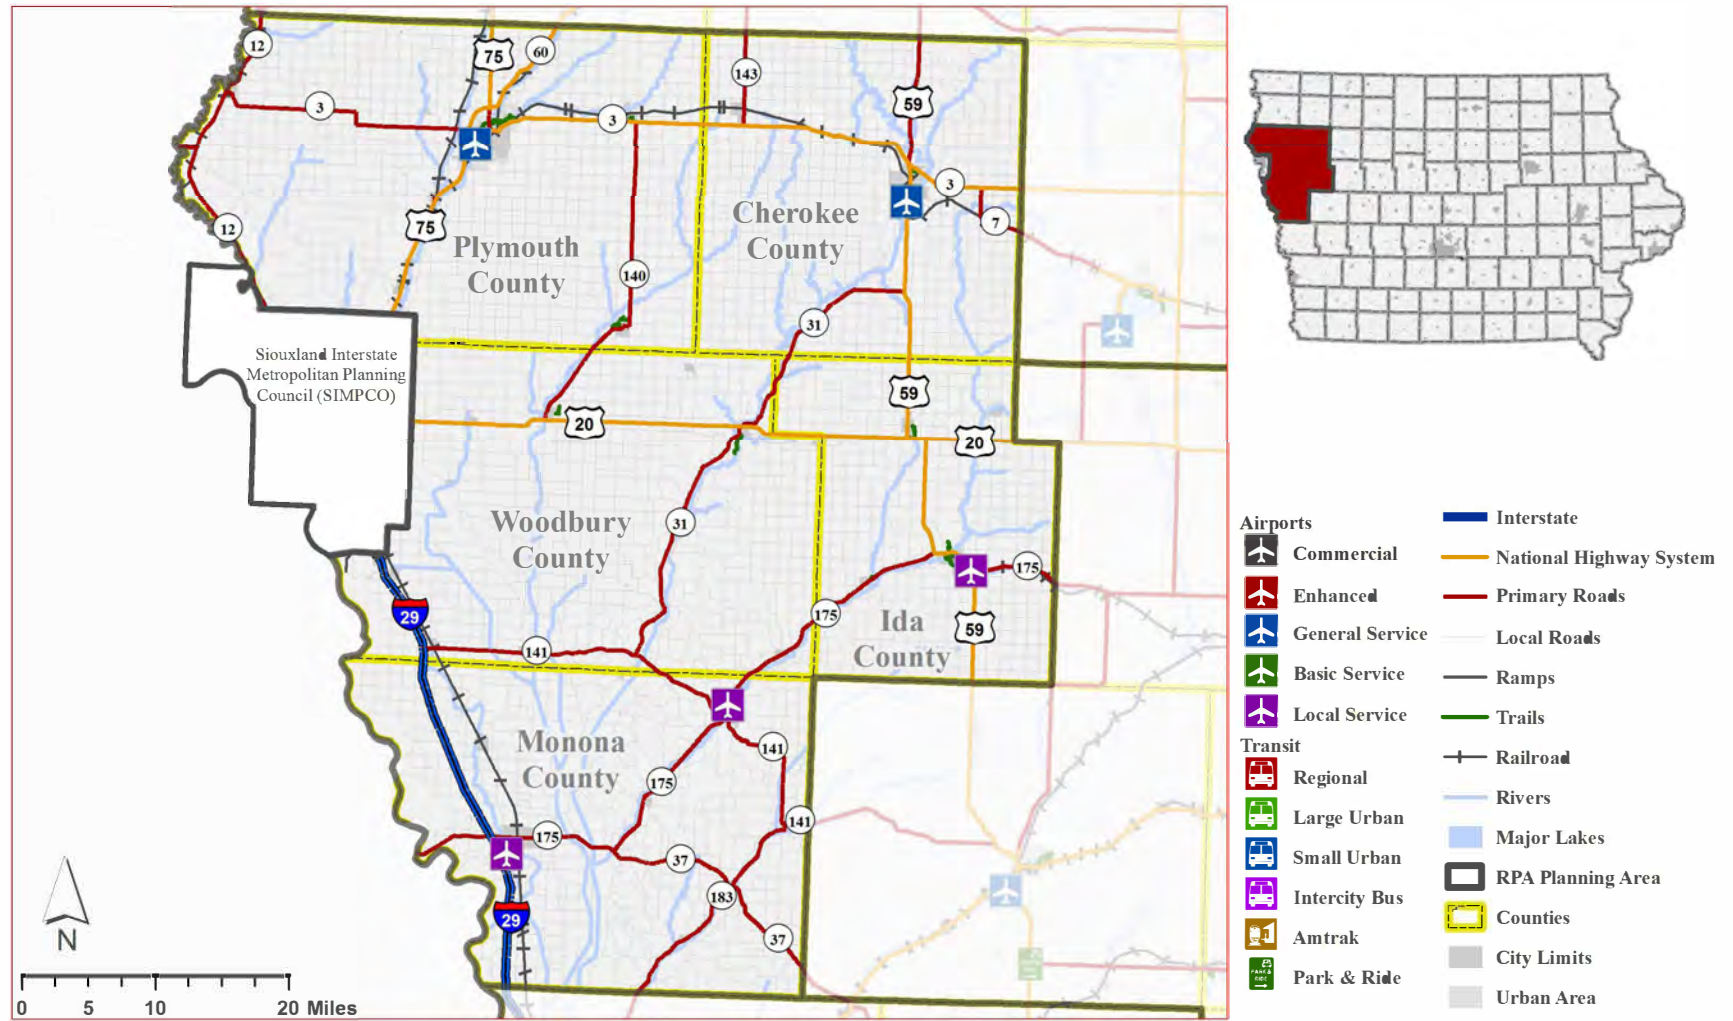 12
75
60
143
59
3
3
3
7
12
75
Plymouth
County
Cherokee
County
140
31
Siouxland Interstate
Metropolitan Planning
Council (SIMPCO)
59
20
20
Woodbury
County
31
175
29
175
Ida
County
59
141
Monona
County
141
175
141
175
37
183
29
37
N
0 5 10 20 Miles
Airports
Commercial
Enhanced
General Service
Basic Service
Local Service
Transit
Regional
Large Urban
Small Urban
Intercity Bus
Amtrak
PARK &
RIDE
Park & Ride
Interstate
National Highway System
Primary Roads
Local Roads
Ramps
Trails
Railroad
Rivers
Major Lakes
RPA Planning Area
Counties
City Limits
Urban Area